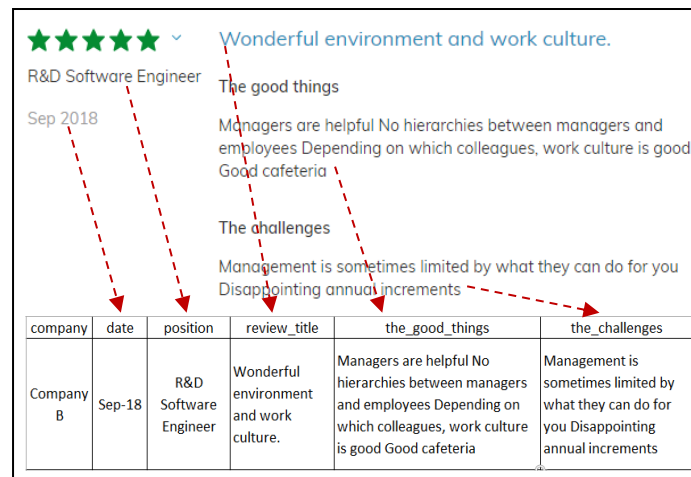 Wonderful environment and work culture.
R&D Software Engineer
Sep 2018
The good things
Managers are helpful No hierarchies between managers and
employees Depending on which colleagues, work culture is good
Good cafeteria
The challenges
Management is sometimes limited by what they can do for you
Disappointing annual increments
company date position review_title the_good_things the_challenges
Company
B
Sep-18
R&D
Software
Engineer
Wonderful
environment
and work
culture.
Managers are helpful No
hierarchies between managers
and employees Depending on
which colleagues, work culture
is good Good cafeteria
Management is
sometimes limited by
what they can do for
you Disappointing
annual increments